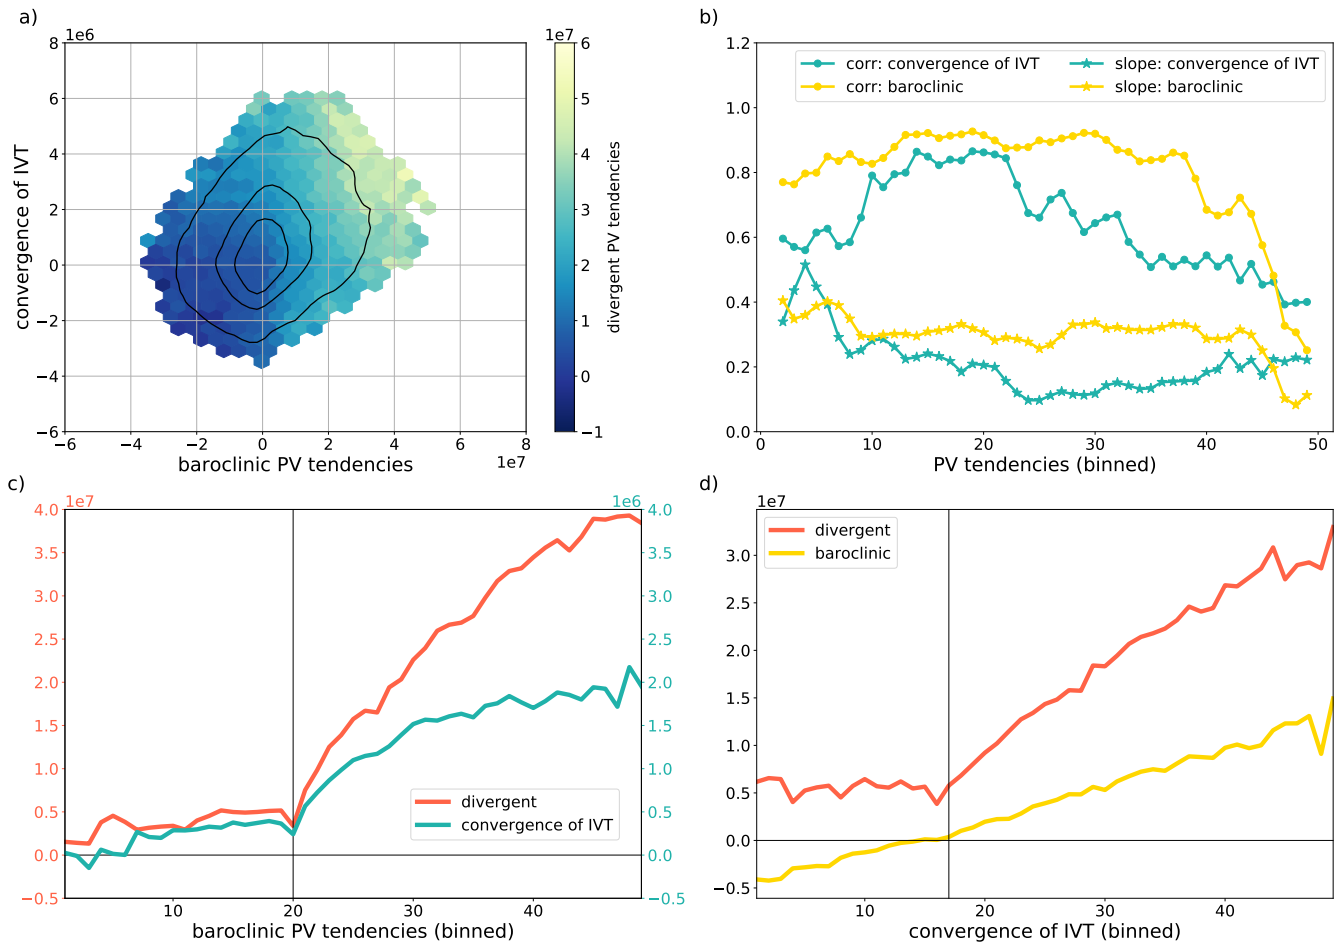 a)
1e6
8
6
4
2
0
−2
−4
−6
convergence of IVT
−6 −4 −2 0 2 4 6 8
baroclinic PV tendencies
1e7
1e7
6
5
4
3
2
1
0
−1
divergent PV tendencies
b)
1.2
1.0
0.8
0.6
0.4
0.2
0.0
corr: convergence of IVT
corr: baroclinic
slope: convergence of IVT
slope: baroclinic
0 10 20 30 40 50
PV tendencies (binned)
c)
1e7
1e6
4.0
3.5
3.0
2.5
2.0
1.5
1.0
0.5
0.0
−0.5
4.0
3.5
3.0
2.5
2.0
1.5
1.0
0.5
0.0
−0.5
divergent
convergence of IVT
10 20 30 40
baroclinic PV tendencies (binned)
d)
1e7
3.0
2.5
2.0
1.5
1.0
0.5
0.0
−0.5
divergent
baroclinic
10 20 30 40
convergence of IVT (binned)